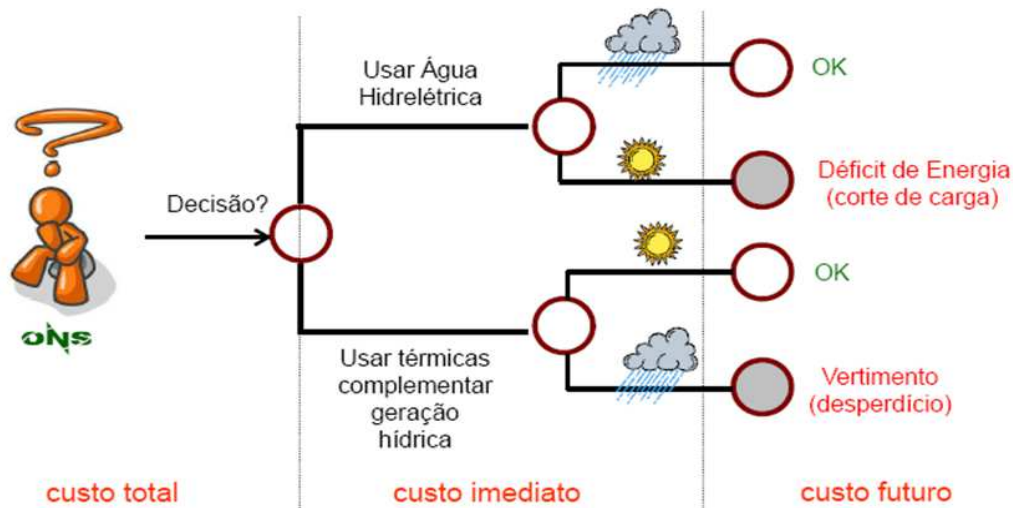 Usar Água
Hidrelétrica
OK
Déficit de Energia
(corte de carga)
Decisão?
OK
ONS
Usar térmicas
complementar
geração
hídrica
Vertimento
(desperdício)
custo total
custo imediato
custo futuro